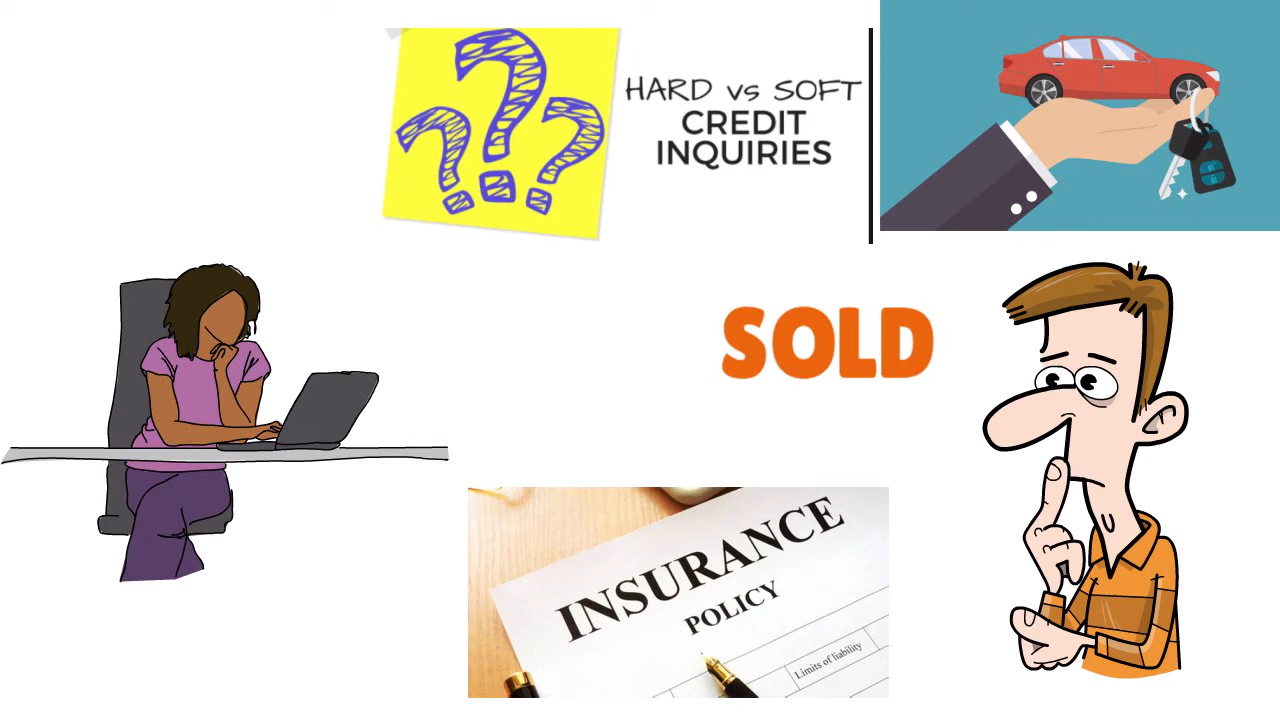 HARD vs SOFT
CREDIT
INQUIRIES
SOLD
INSURANCE
POLICY
Limits of liability